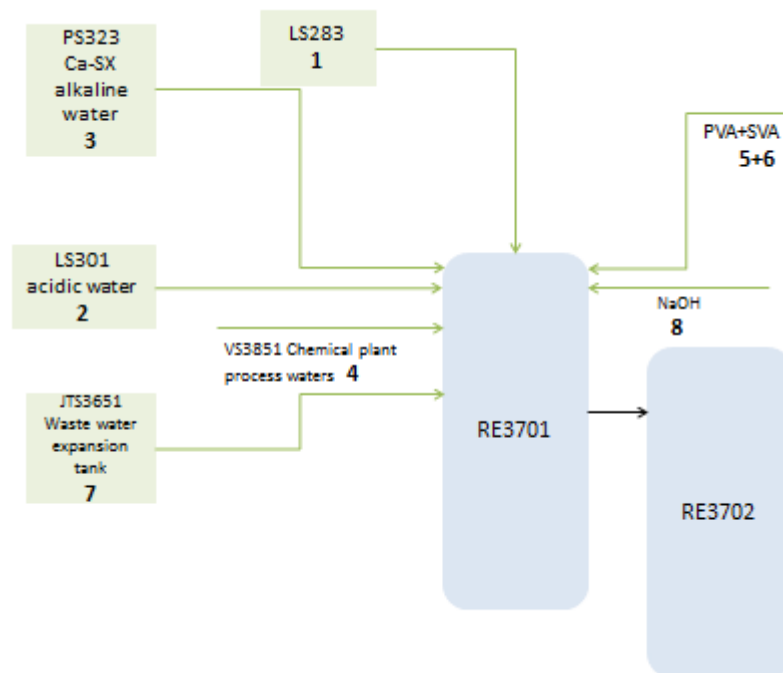 PS323
Ca-SX
alkaline
water
3
LS283
1
PVA+SVA
5+6
LS301
acidic water
2
NaOH
8
VS3851 Chemical plant
process waters 4
JTS3651
Waste water
expansion
tank
7
RE3701
RE3702